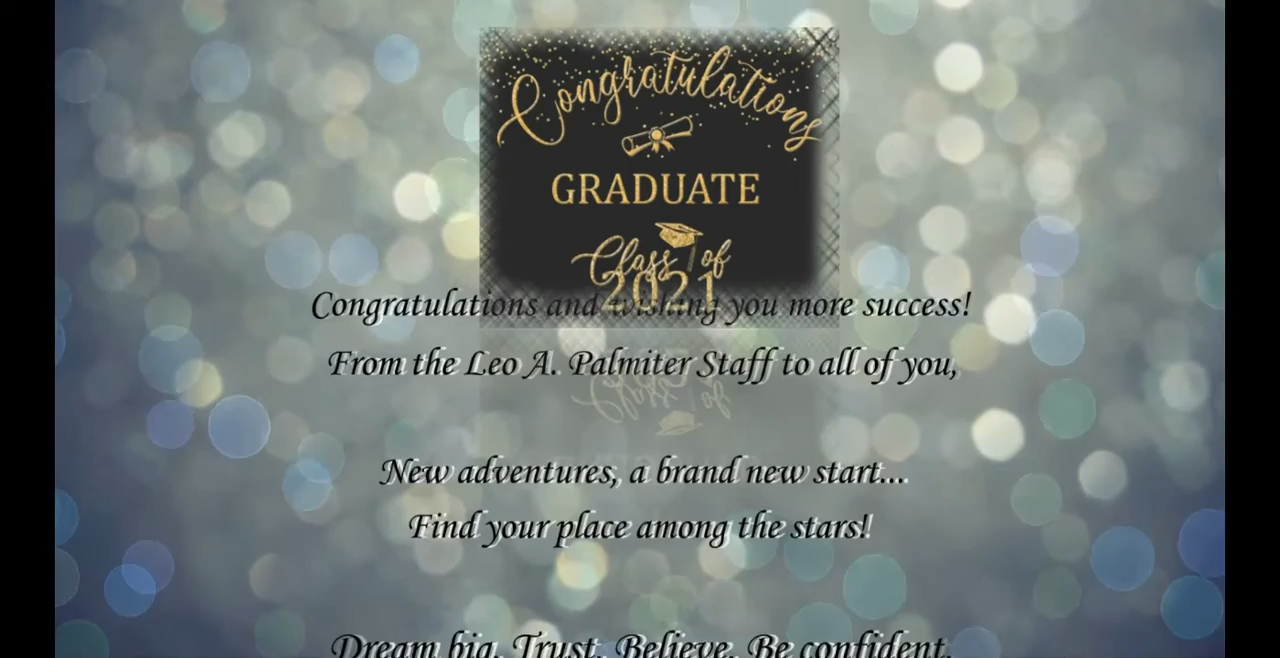 Congratulations
GRADUATE
Class of
2021
Congratulations and wishing you more success!
From the Leo A. Palmiter Staff to all of you,
New adventures, a brand new start...
Find your place among the stars!
Dream big. Trust. Believe. Be confident.